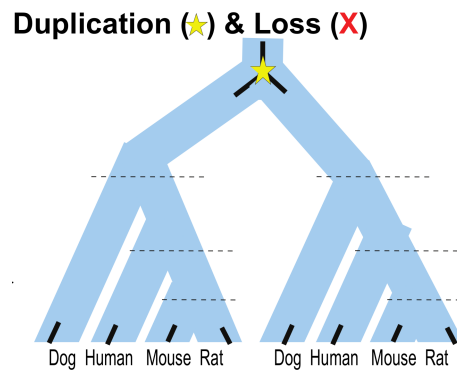 Duplication (⭐) & Loss (X)
Dog Human Mouse Rat Dog Human Mouse Rat